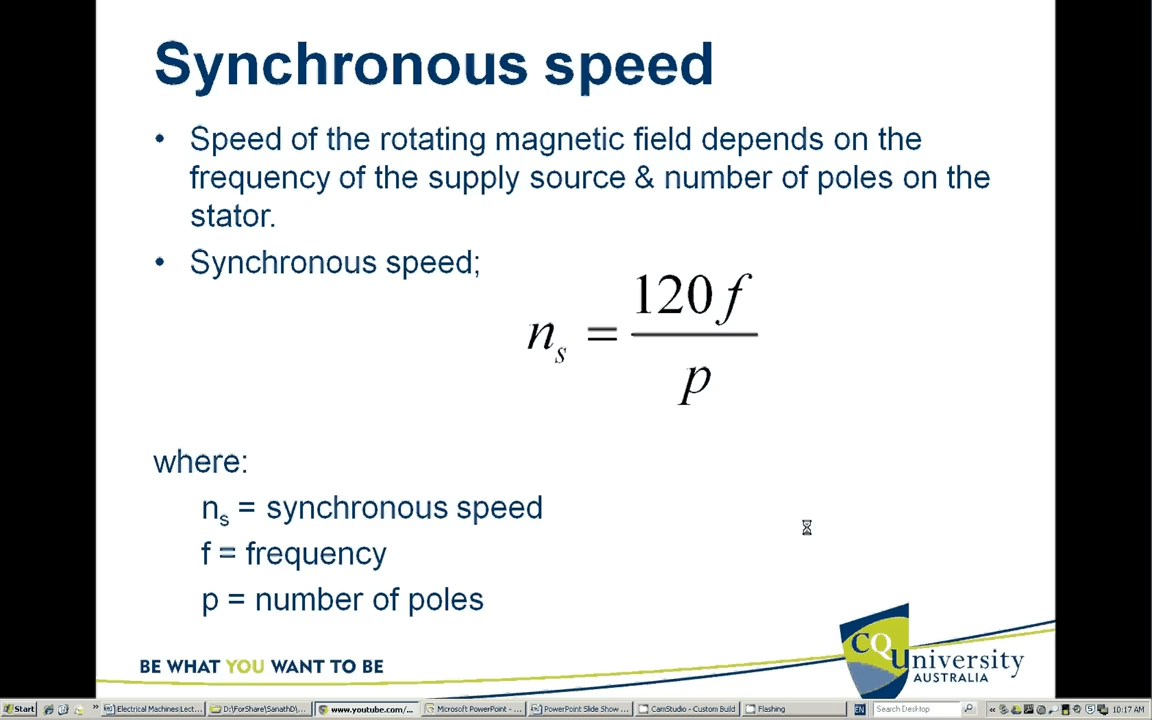 Synchronous speed
• Speed of the rotating magnetic field depends on the
frequency of the supply source & number of poles on the
stator.
• Synchronous speed;
n_s = 120f / p
where:
n_s = synchronous speed
f = frequency
p = number of poles
BE WHAT YOU WANT TO BE
CQUniversity
AUSTRALIA
Start
Electrical Machines Lect...
D:\ForShare\SanathD\...
www.youtube.com/...
Microsoft PowerPoint - ...
PowerPoint Slide Show ...
CamStudio - Custom Build
Flashing
EN
Search Desktop
10:17 AM